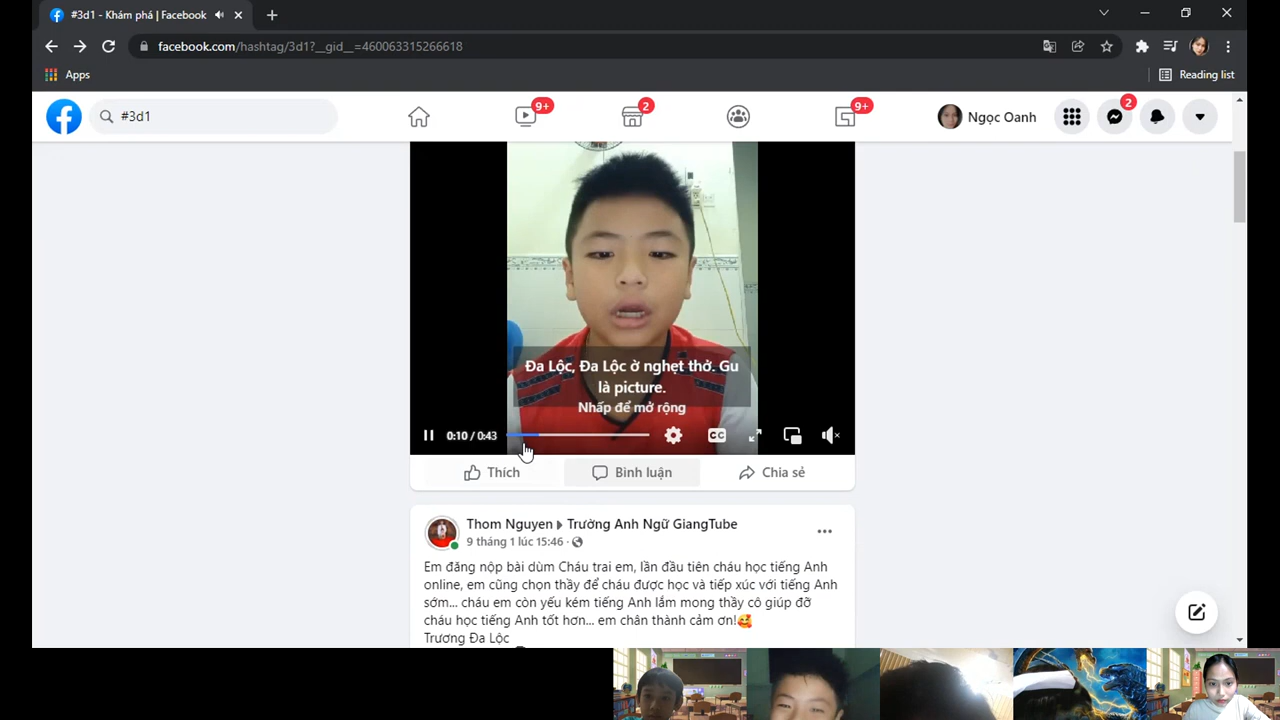 #3d1 - Khám phá | Facebook
facebook.com/hashtag/3d1?__gid__=460063315266618
Apps
Reading list
#3d1
9+
2
9+
Ngọc Oanh
2
Đa Lộc, Đa Lộc ở nghẹt thở. Gu
là picture.
Nhấp để mở rộng
0:10 / 0:43
CC
Thích
Bình luận
Chia sẻ
Thom Nguyen
Trường Anh Ngữ GiangTube
9 tháng 1 lúc 15:46
Em đăng nộp bài dùm Cháu trai em, lần đầu tiên cháu học tiếng Anh
online, em cũng chọn thầy để cháu được học và tiếp xúc với tiếng Anh
sớm... cháu em còn yếu kém tiếng Anh lắm mong thầy cô giúp đỡ
cháu học tiếng Anh tốt hơn... em chân thành cảm ơn!🥰
Trương Đa Lộc